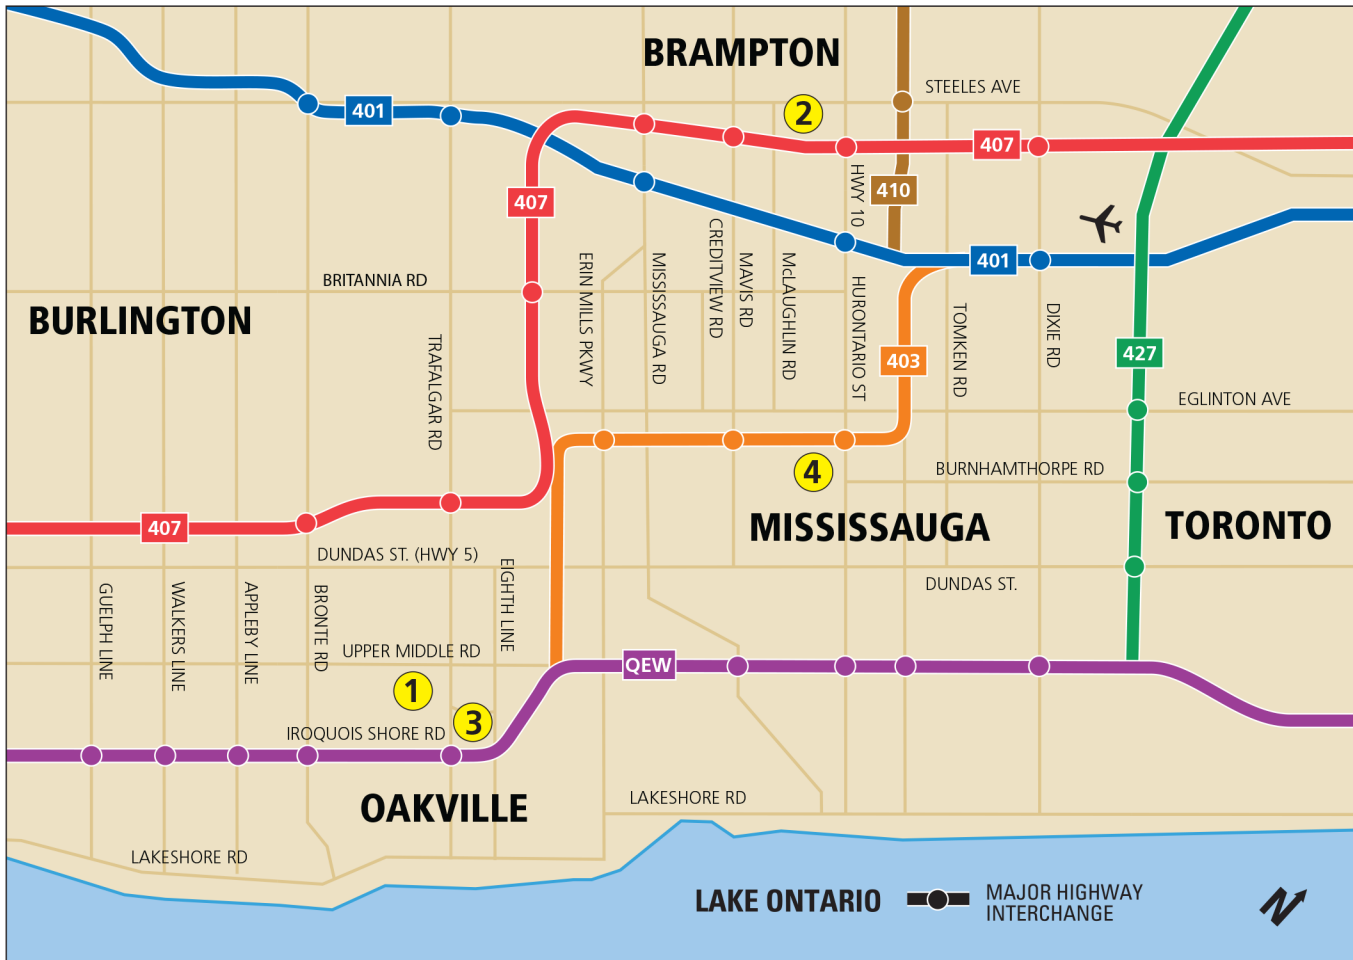 BRAMPTON
STEELES AVE
2
401
407
407
HWY 10
410
401
BRITANNIA RD
ERIN MILLS PKWY
MISSISSAUGA RD
CREDITVIEW RD
MAVIS RD
McLAUGHLIN RD
HURONTARIO ST
TOMKEN RD
DIXIE RD
BURLINGTON
TRAFALGAR RD
403
427
EGLINTON AVE
4
BURNHAMTHORPE RD
MISSISSAUGA
TORONTO
407
DUNDAS ST. (HWY 5)
DUNDAS ST.
GUELPH LINE
WALKERS LINE
APPLEBY LINE
BRONTE RD
EIGHTH LINE
UPPER MIDDLE RD
QEW
1
3
IROQUOIS SHORE RD
OAKVILLE
LAKESHORE RD
LAKESHORE RD
LAKE ONTARIO
MAJOR HIGHWAY
INTERCHANGE
N